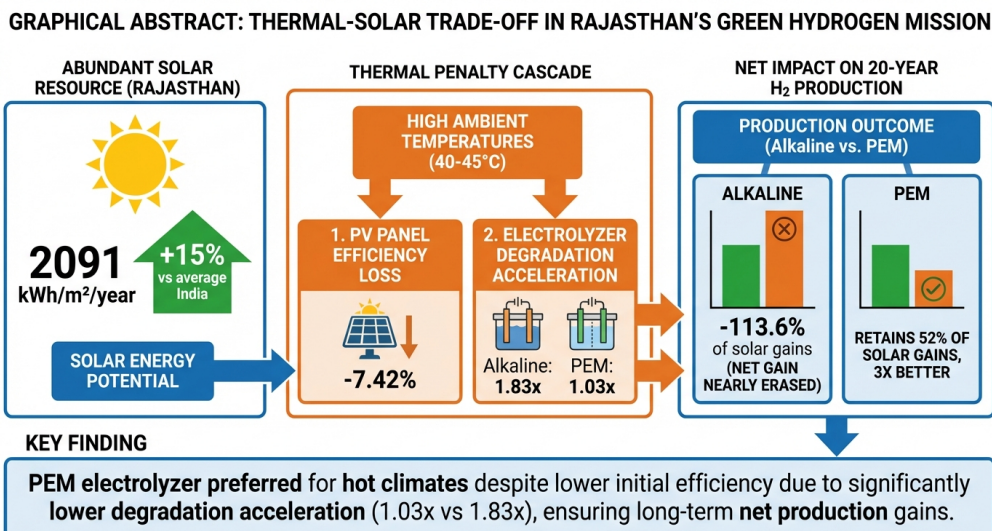 GRAPHICAL ABSTRACT: THERMAL-SOLAR TRADE-OFF IN RAJASTHAN'S GREEN HYDROGEN MISSION
ABUNDANT SOLAR
RESOURCE (RAJASTHAN)
2091
kWh/m²/year
+15%
vs average
India
SOLAR ENERGY
POTENTIAL
THERMAL PENALTY CASCADE
HIGH AMBIENT
TEMPERATURES
(40-45°C)
1. PV PANEL
EFFICIENCY
LOSS
-7.42%
2. ELECTROLYZER
DEGRADATION
ACCELERATION
Alkaline:
1.83x
PEM:
1.03x
NET IMPACT ON 20-YEAR
H₂ PRODUCTION
PRODUCTION OUTCOME
(Alkaline vs. PEM)
ALKALINE
-113.6%
of solar gains
(NET GAIN
NEARLY ERASED)
PEM
RETAINS 52% OF
SOLAR GAINS,
3X BETTER
KEY FINDING
PEM electrolyzer preferred for hot climates despite lower initial efficiency due to significantly
lower degradation acceleration (1.03x vs 1.83x), ensuring long-term net production gains.